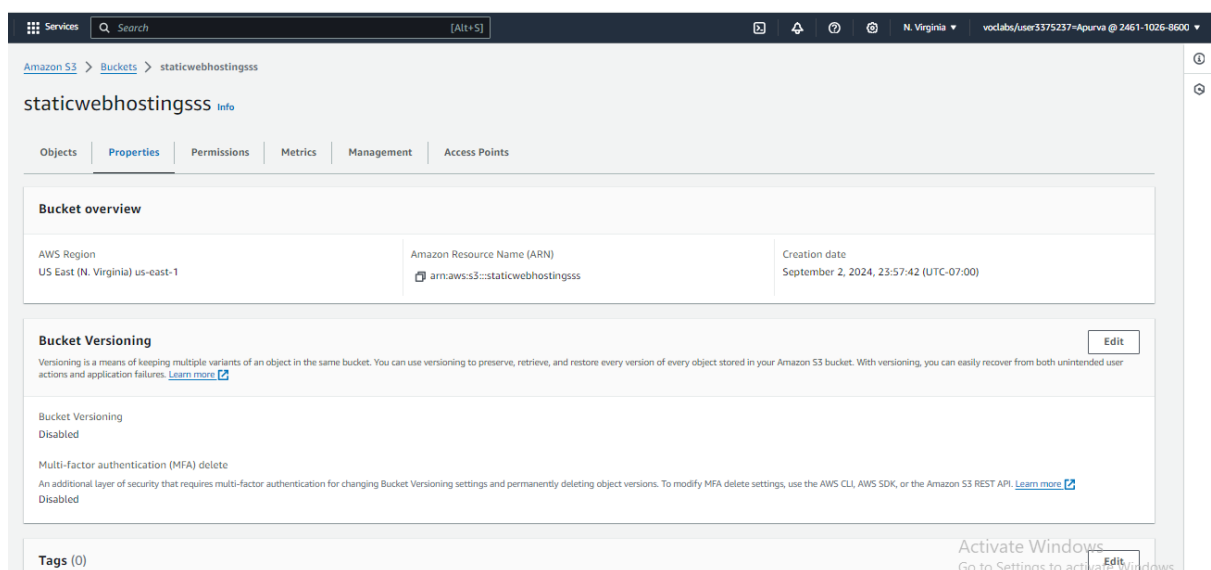 Services
Search [Alt+S]
N. Virginia
voclabs/user3375237=Apurva @ 2461-1026-8600
Amazon S3 > Buckets > staticwebhostingsss
staticwebhostingsss Info
Objects Properties Permissions Metrics Management Access Points
Bucket overview
AWS Region
US East (N. Virginia) us-east-1
Amazon Resource Name (ARN)
arn:aws:s3:::staticwebhostingsss
Creation date
September 2, 2024, 23:57:42 (UTC-07:00)
Bucket Versioning
Edit
Versioning is a means of keeping multiple variants of an object in the same bucket. You can use versioning to preserve, retrieve, and restore every version of every object stored in your Amazon S3 bucket. With versioning, you can easily recover from both unintended user
actions and application failures. Learn more
Bucket Versioning
Disabled
Multi-factor authentication (MFA) delete
An additional layer of security that requires multi-factor authentication for changing Bucket Versioning settings and permanently deleting object versions. To modify MFA delete settings, use the AWS CLI, AWS SDK, or the Amazon S3 REST API. Learn more
Disabled
Tags (0)
Edit
Activate Windows
Go to Settings to activate Windows